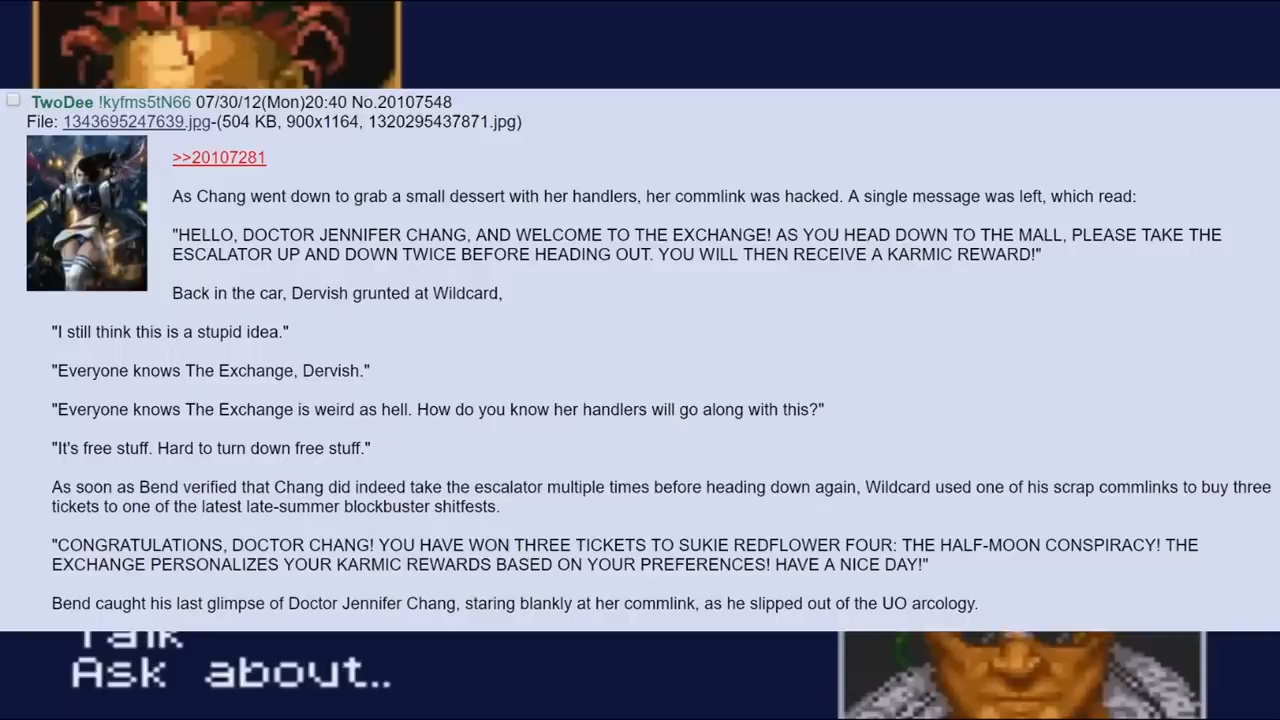 TwoDee !kyfms5tN66 07/30/12(Mon)20:40 No.20107548
File: 1343695247639.jpg-(504 KB, 900x1164, 1320295437871.jpg)
>>20107281
As Chang went down to grab a small dessert with her handlers, her commlink was hacked. A single message was left, which read:
"HELLO, DOCTOR JENNIFER CHANG, AND WELCOME TO THE EXCHANGE! AS YOU HEAD DOWN TO THE MALL, PLEASE TAKE THE
ESCALATOR UP AND DOWN TWICE BEFORE HEADING OUT. YOU WILL THEN RECEIVE A KARMIC REWARD!"
Back in the car, Dervish grunted at Wildcard,
"I still think this is a stupid idea."
"Everyone knows The Exchange, Dervish."
"Everyone knows The Exchange is weird as hell. How do you know her handlers will go along with this?"
"It's free stuff. Hard to turn down free stuff."
As soon as Bend verified that Chang did indeed take the escalator multiple times before heading down again, Wildcard used one of his scrap commlinks to buy three
tickets to one of the latest late-summer blockbuster shitfests.
"CONGRATULATIONS, DOCTOR CHANG! YOU HAVE WON THREE TICKETS TO SUKIE REDFLOWER FOUR: THE HALF-MOON CONSPIRACY! THE
EXCHANGE PERSONALIZES YOUR KARMIC REWARDS BASED ON YOUR PREFERENCES! HAVE A NICE DAY!"
Bend caught his last glimpse of Doctor Jennifer Chang, staring blankly at her commlink, as he slipped out of the UO arcology.
Talk
Ask about..